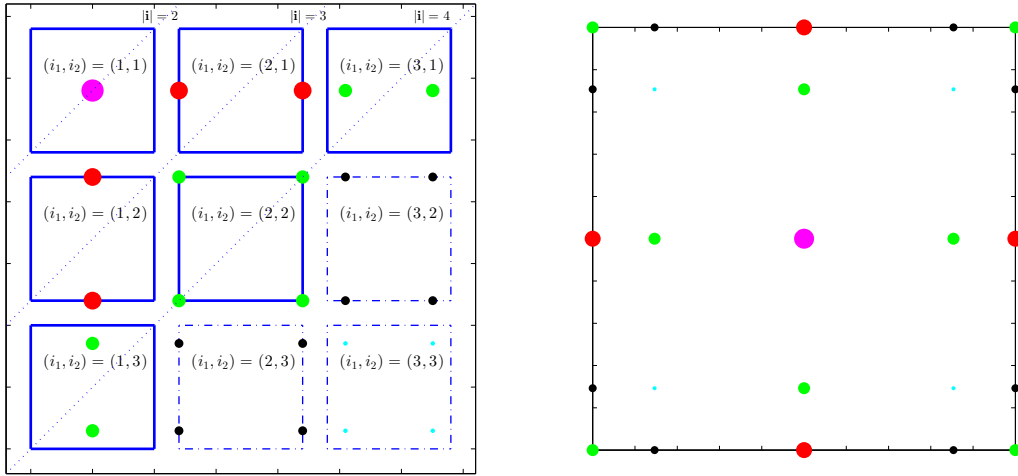 |i| = 2 |i| = 3 |i| = 4
(i₁, i₂) = (1, 1) (i₁, i₂) = (2, 1) (i₁, i₂) = (3, 1)
(i₁, i₂) = (1, 2) (i₁, i₂) = (2, 2) (i₁, i₂) = (3, 2)
(i₁, i₂) = (1, 3) (i₁, i₂) = (2, 3) (i₁, i₂) = (3, 3)